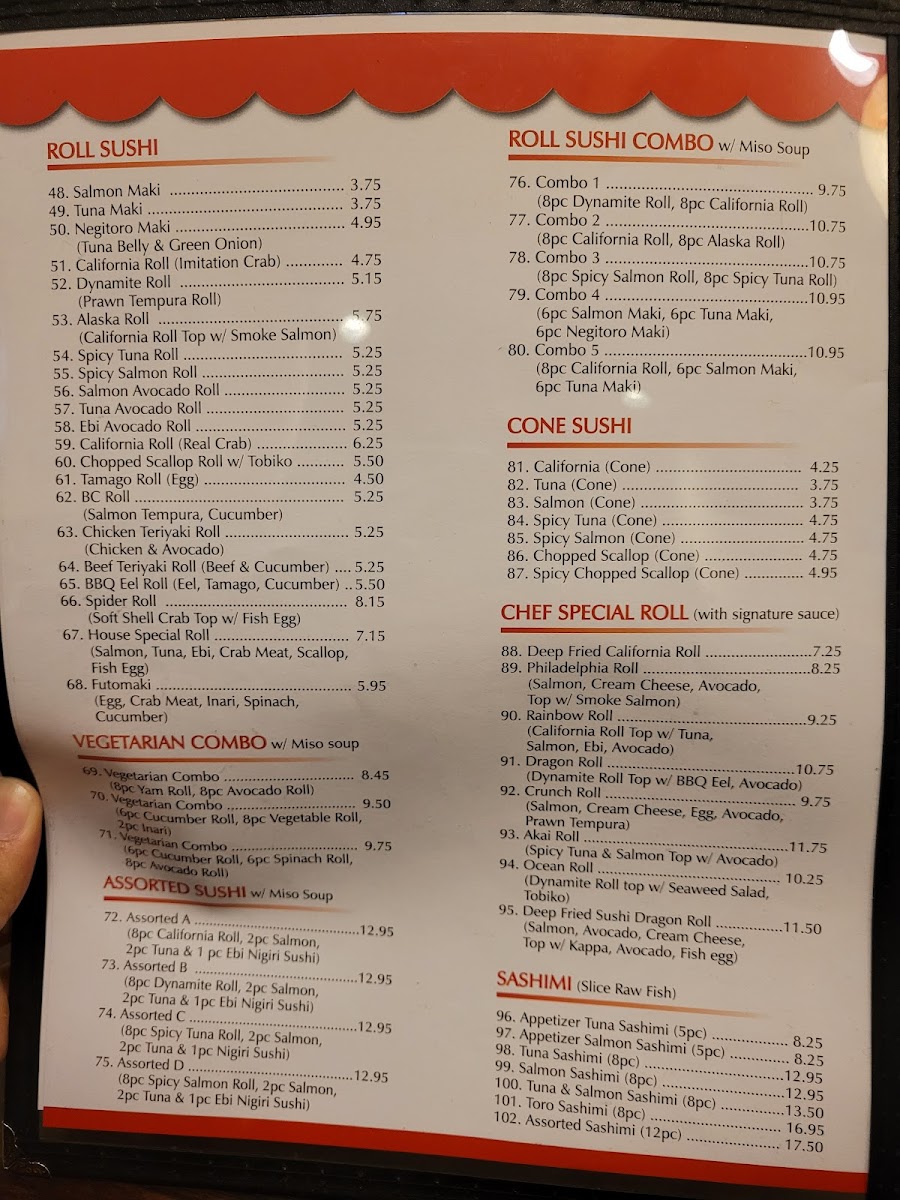 ROLL SUSHI
48. Salmon Maki ........ 3.75
49. Tuna Maki ........ 3.75
50. Negitoro Maki ........ 4.95
(Tuna Belly & Green Onion)
51. California Roll (Imitation Crab) ........ 4.75
52. Dynamite Roll ........ 5.15
(Prawn Tempura Roll)
53. Alaska Roll ........ 5.75
(California Roll Top w/ Smoke Salmon)
54. Spicy Tuna Roll ........ 5.25
55. Spicy Salmon Roll ........ 5.25
56. Salmon Avocado Roll ........ 5.25
57. Tuna Avocado Roll ........ 5.25
58. Ebi Avocado Roll ........ 5.25
59. California Roll (Real Crab) ........ 6.25
60. Chopped Scallop Roll w/ Tobiko ........ 5.50
61. Tamago Roll (Egg) ........ 4.50
62. BC Roll ........ 5.25
(Salmon Tempura, Cucumber)
63. Chicken Teriyaki Roll ........ 5.25
(Chicken & Avocado)
64. Beef Teriyaki Roll (Beef & Cucumber) .... 5.25
65. BBQ Eel Roll (Eel, Tamago, Cucumber) .. 5.50
66. Spider Roll ........ 8.15
(Soft Shell Crab Top w/ Fish Egg)
67. House Special Roll ........ 7.15
(Salmon, Tuna, Ebi, Crab Meat, Scallop,
Fish Egg)
68. Futomaki ........ 5.95
(Egg, Crab Meat, Inari, Spinach,
Cucumber)
VEGETARIAN COMBO w/ Miso soup
69. Vegetarian Combo ........ 8.45
(8pc Yam Roll, 8pc Avocado Roll)
70. Vegetarian Combo ........ 9.50
(6pc Cucumber Roll, 8pc Vegetable Roll,
2pc Inari)
71. Vegetarian Combo ........ 9.75
(6pc Cucumber Roll, 6pc Spinach Roll,
8pc Avocado Roll)
ASSORTED SUSHI w/ Miso Soup
72. Assorted A ........ 12.95
(8pc California Roll, 2pc Salmon,
2pc Tuna & 1 pc Ebi Nigiri Sushi)
73. Assorted B ........ 12.95
(8pc Dynamite Roll, 2pc Salmon,
2pc Tuna & 1pc Ebi Nigiri Sushi)
74. Assorted C ........ 12.95
(8pc Spicy Tuna Roll, 2pc Salmon,
2pc Tuna & 1pc Nigiri Sushi)
75. Assorted D ........ 12.95
(8pc Spicy Salmon Roll, 2pc Salmon,
2pc Tuna & 1pc Ebi Nigiri Sushi)
ROLL SUSHI COMBO w/ Miso Soup
76. Combo 1 ........ 9.75
(8pc Dynamite Roll, 8pc California Roll)
77. Combo 2 ........ 10.75
(8pc California Roll, 8pc Alaska Roll)
78. Combo 3 ........ 10.75
(8pc Spicy Salmon Roll, 8pc Spicy Tuna Roll)
79. Combo 4 ........ 10.95
(6pc Salmon Maki, 6pc Tuna Maki,
6pc Negitoro Maki)
80. Combo 5 ........ 10.95
(8pc California Roll, 6pc Salmon Maki,
6pc Tuna Maki)
CONE SUSHI
81. California (Cone) ........ 4.25
82. Tuna (Cone) ........ 3.75
83. Salmon (Cone) ........ 3.75
84. Spicy Tuna (Cone) ........ 4.75
85. Spicy Salmon (Cone) ........ 4.75
86. Chopped Scallop (Cone) ........ 4.75
87. Spicy Chopped Scallop (Cone) ........ 4.95
CHEF SPECIAL ROLL (with signature sauce)
88. Deep Fried California Roll ........ 7.25
89. Philadelphia Roll ........ 8.25
(Salmon, Cream Cheese, Avocado,
Top w/ Smoke Salmon)
90. Rainbow Roll ........ 9.25
(California Roll Top w/ Tuna,
Salmon, Ebi, Avocado)
91. Dragon Roll ........ 10.75
(Dynamite Roll Top w/ BBQ Eel, Avocado)
92. Crunch Roll ........ 9.75
(Salmon, Cream Cheese, Egg, Avocado,
Prawn Tempura)
93. Akai Roll ........ 11.75
(Spicy Tuna & Salmon Top w/ Avocado)
94. Ocean Roll ........ 10.25
(Dynamite Roll top w/ Seaweed Salad,
Tobiko)
95. Deep Fried Sushi Dragon Roll ........ 11.50
(Salmon, Avocado, Cream Cheese,
Top w/ Kappa, Avocado, Fish egg)
SASHIMI (Slice Raw Fish)
96. Appetizer Tuna Sashimi (5pc) ........ 8.25
97. Appetizer Salmon Sashimi (5pc) ........ 8.25
98. Tuna Sashimi (8pc) ........ 12.95
99. Salmon Sashimi (8pc) ........ 12.95
100. Tuna & Salmon Sashimi (8pc) ........ 13.50
101. Toro Sashimi (8pc) ........ 16.95
102. Assorted Sashimi (12pc) ........ 17.50